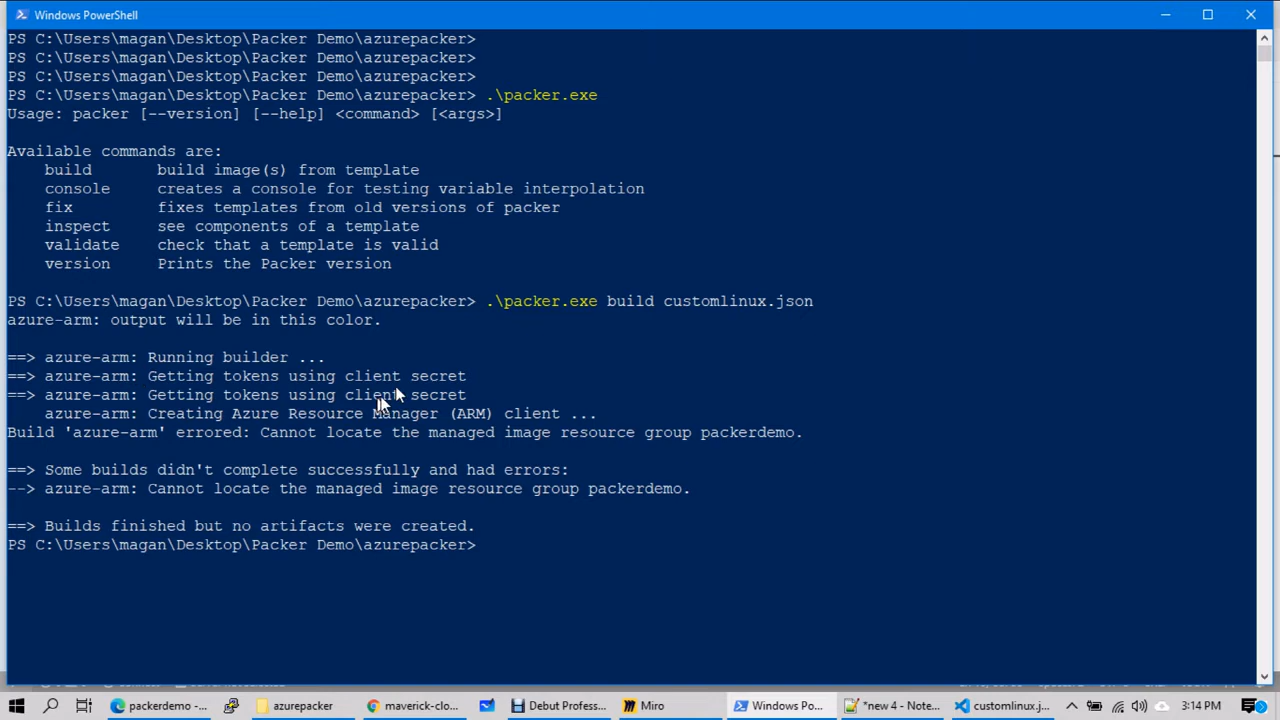 Windows PowerShell
PS C:\Users\magan\Desktop\Packer Demo\azurepacker>
PS C:\Users\magan\Desktop\Packer Demo\azurepacker>
PS C:\Users\magan\Desktop\Packer Demo\azurepacker>
PS C:\Users\magan\Desktop\Packer Demo\azurepacker> .\packer.exe
Usage: packer [--version] [--help] <command> [<args>]
Available commands are:
build build image(s) from template
console creates a console for testing variable interpolation
fix fixes templates from old versions of packer
inspect see components of a template
validate check that a template is valid
version Prints the Packer version
PS C:\Users\magan\Desktop\Packer Demo\azurepacker> .\packer.exe build customlinux.json
azure-arm: output will be in this color.
==> azure-arm: Running builder ...
==> azure-arm: Getting tokens using client secret
==> azure-arm: Getting tokens using client secret
azure-arm: Creating Azure Resource Manager (ARM) client ...
Build 'azure-arm' errored: Cannot locate the managed image resource group packerdemo.
==> Some builds didn't complete successfully and had errors:
--> azure-arm: Cannot locate the managed image resource group packerdemo.
==> Builds finished but no artifacts were created.
PS C:\Users\magan\Desktop\Packer Demo\azurepacker>
packerdemo -... azurepacker maverick-clo... Debut Profess... Miro Windows Po... *new 4 - Note... customlinux.j... 3:14 PM